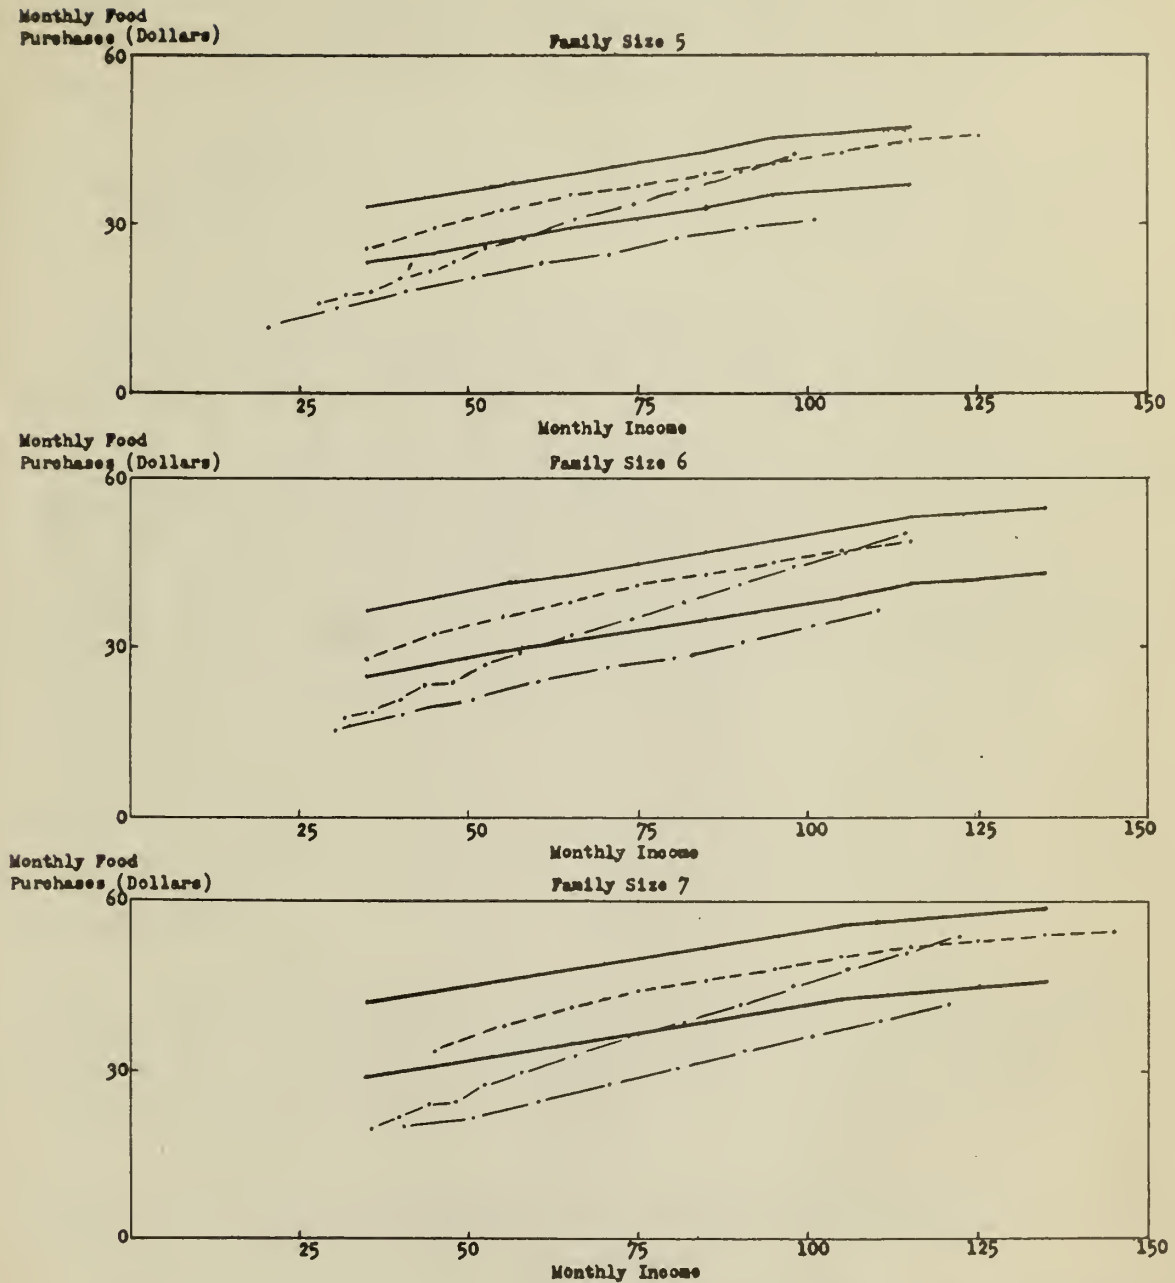 Monthly Food
Purchases (Dollars)
Family Size 5
60
30
0
25 50 75 100 125 150
Monthly Income
Monthly Food
Purchases (Dollars)
Family Size 6
60
30
0
25 50 75 100 125 150
Monthly Income
Monthly Food
Purchases (Dollars)
Family Size 7
60
30
0
25 50 75 100 125 150
Monthly Income